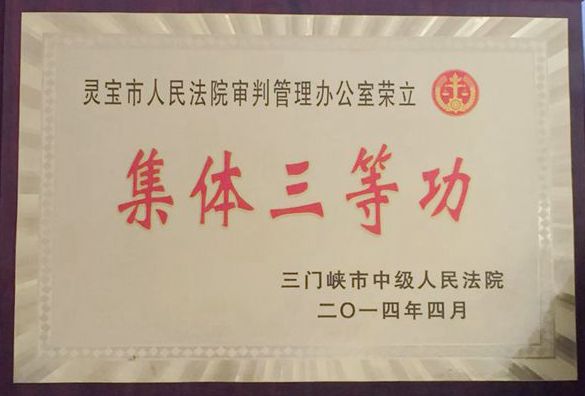 灵宝市人民法院审判管理办公室荣立
集体三等功
三门峡市中级人民法院
二〇一四年四月